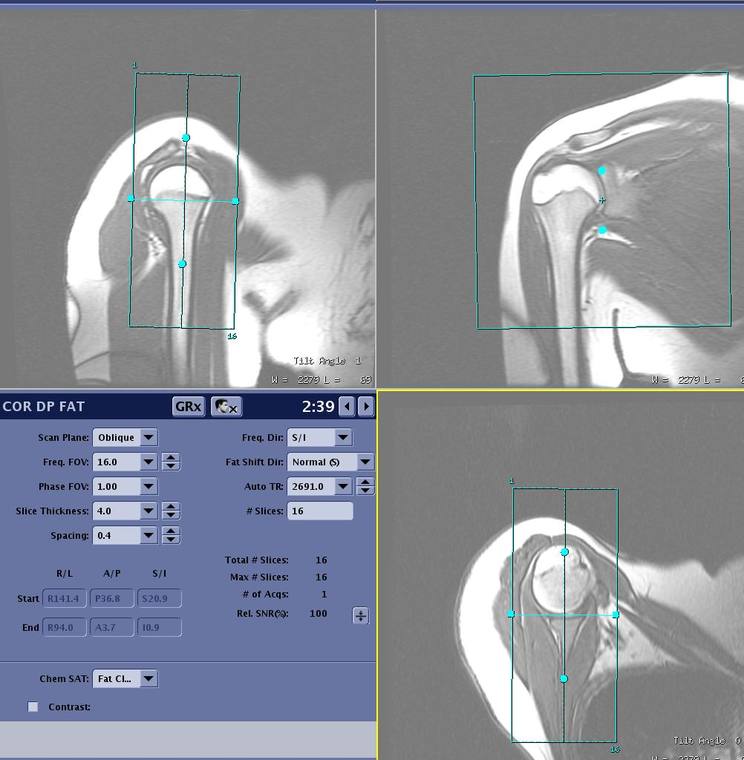 1
16
Tilt Angle 1
W = 2279 L = 69
W = 2279 L =
COR DP FAT GRx 2:39
Scan Plane: Oblique Freq. Dir: S/I
Freq. FOV: 16.0 Fat Shift Dir: Normal (S)
Phase FOV: 1.00 Auto TR: 2691.0
Slice Thickness: 4.0 # Slices: 16
Spacing: 0.4
Total # Slices: 16
R/L A/P S/I Max # Slices: 16
Start R141.4 P36.8 S20.9 # of Acqs: 1
End R94.0 A3.7 I0.9 Rel. SNR(%): 100
Chem SAT: Fat Cl...
Contrast:
1
16
Tilt Angle 0